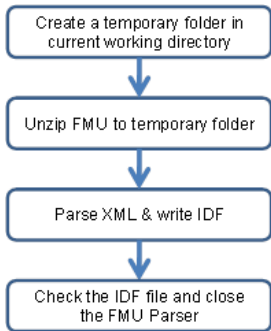 Create a temporary folder in
current working directory
Unzip FMU to temporary folder
Parse XML & write IDF
Check the IDF file and close
the FMU Parser